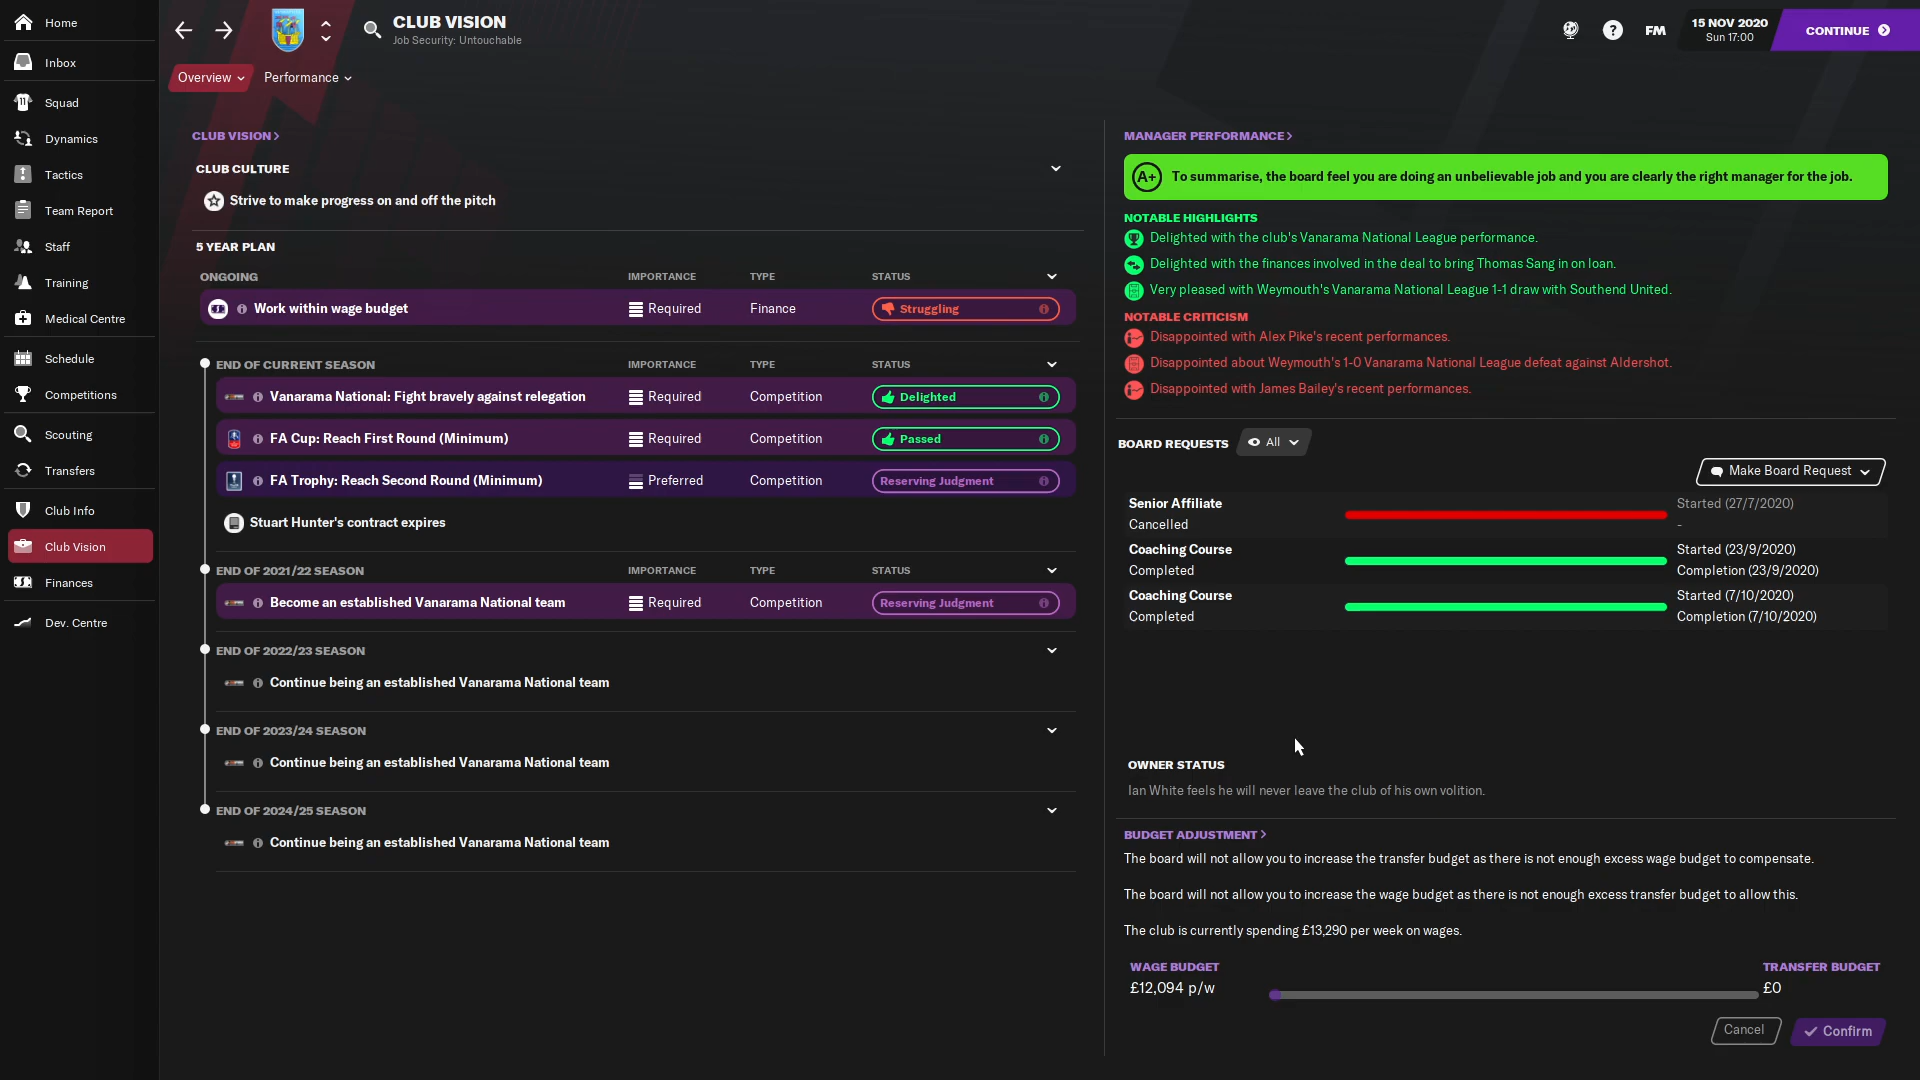 Home
Inbox
Squad
Dynamics
Tactics
Team Report
Staff
Training
Medical Centre
Schedule
Competitions
Scouting
Transfers
Club Info
Club Vision
Finances
Dev. Centre
CLUB VISION
Job Security: Untouchable
FM
15 NOV 2020
Sun 17:00
CONTINUE
Overview
Performance
CLUB VISION
CLUB CULTURE
Strive to make progress on and off the pitch
5 YEAR PLAN
ONGOING IMPORTANCE TYPE STATUS
Work within wage budget Required Finance Struggling
END OF CURRENT SEASON IMPORTANCE TYPE STATUS
Vanarama National: Fight bravely against relegation Required Competition Delighted
FA Cup: Reach First Round (Minimum) Required Competition Passed
FA Trophy: Reach Second Round (Minimum) Preferred Competition Reserving Judgment
Stuart Hunter's contract expires
END OF 2021/22 SEASON IMPORTANCE TYPE STATUS
Become an established Vanarama National team Required Competition Reserving Judgment
END OF 2022/23 SEASON
Continue being an established Vanarama National team
END OF 2023/24 SEASON
Continue being an established Vanarama National team
END OF 2024/25 SEASON
Continue being an established Vanarama National team
MANAGER PERFORMANCE
A+ To summarise, the board feel you are doing an unbelievable job and you are clearly the right manager for the job.
NOTABLE HIGHLIGHTS
Delighted with the club's Vanarama National League performance.
Delighted with the finances involved in the deal to bring Thomas Sang in on loan.
Very pleased with Weymouth's Vanarama National League 1-1 draw with Southend United.
NOTABLE CRITICISM
Disappointed with Alex Pike's recent performances.
Disappointed about Weymouth's 1-0 Vanarama National League defeat against Aldershot.
Disappointed with James Bailey's recent performances.
BOARD REQUESTS All
Make Board Request
Senior Affiliate Started (27/7/2020)
Cancelled -
Coaching Course Started (23/9/2020)
Completed Completion (23/9/2020)
Coaching Course Started (7/10/2020)
Completed Completion (7/10/2020)
OWNER STATUS
Ian White feels he will never leave the club of his own volition.
BUDGET ADJUSTMENT
The board will not allow you to increase the transfer budget as there is not enough excess wage budget to compensate.
The board will not allow you to increase the wage budget as there is not enough excess transfer budget to allow this.
The club is currently spending £13,290 per week on wages.
WAGE BUDGET TRANSFER BUDGET
£12,094 p/w £0
Cancel Confirm